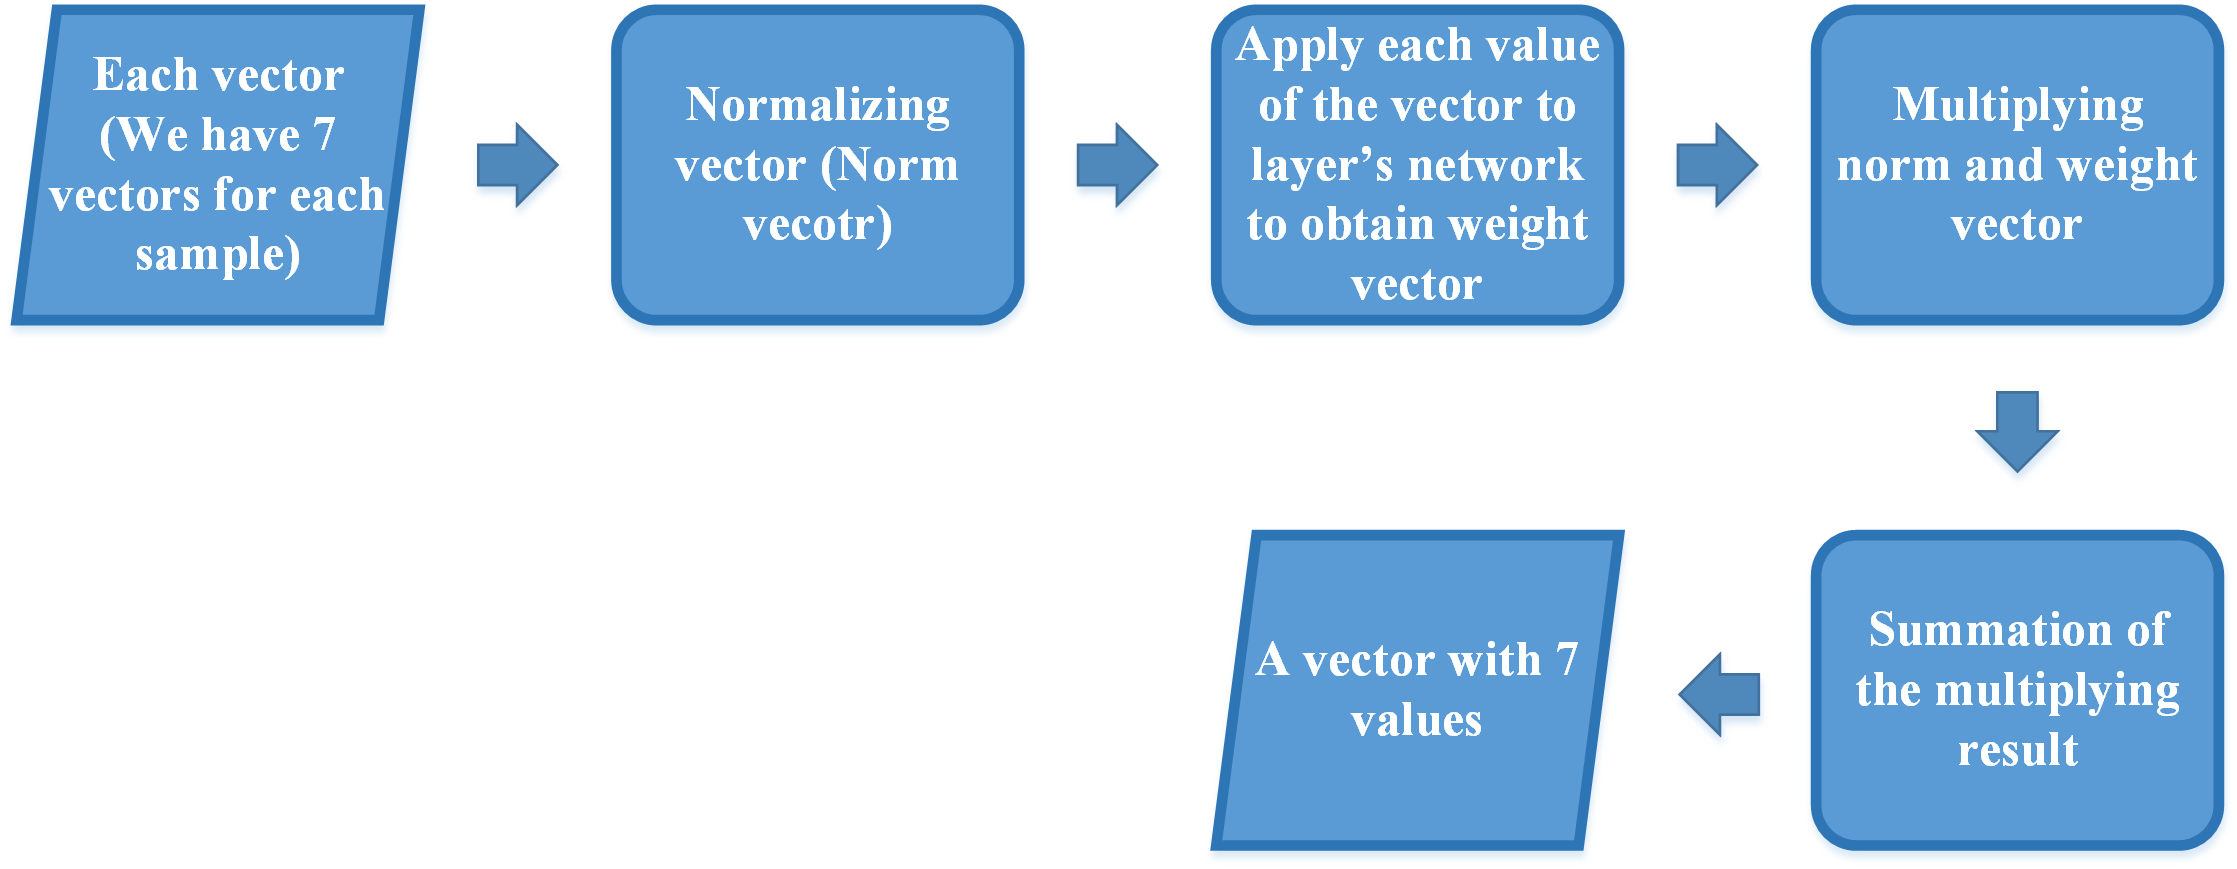 Each vector
(We have 7
vectors for each
sample)
Normalizing
vector (Norm
vecotr)
Apply each value
of the vector to
layer’s network
to obtain weight
vector
Multiplying
norm and weight
vector
Summation of
the multiplying
result
A vector with 7
values